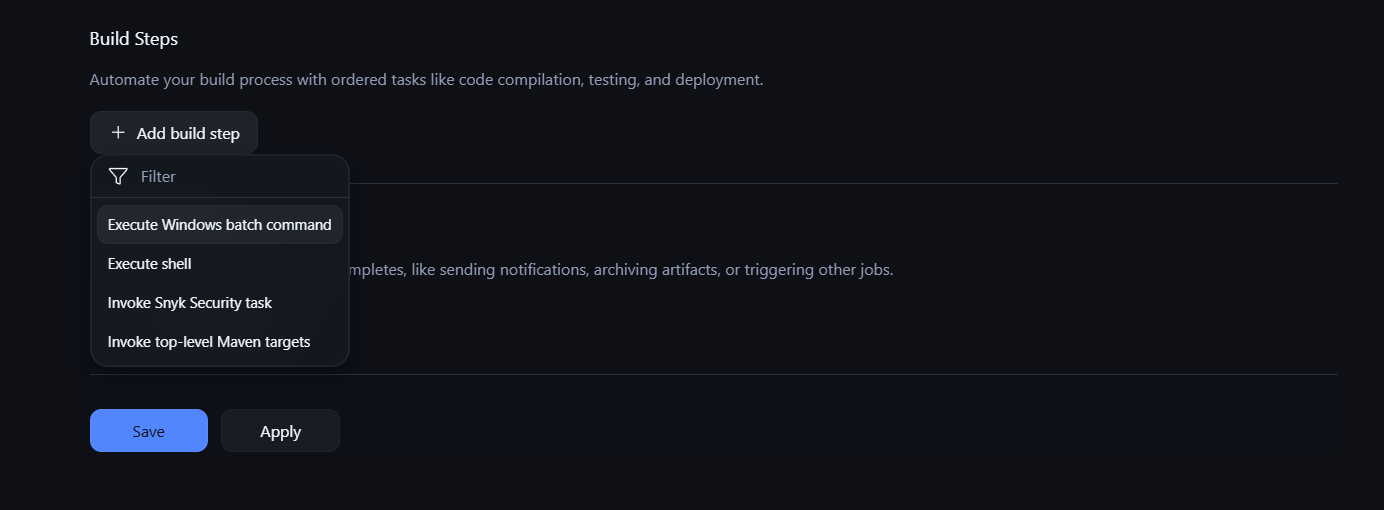 Build Steps
Automate your build process with ordered tasks like code compilation, testing, and deployment.
+ Add build step
Filter
Execute Windows batch command
Execute shell
mpletes, like sending notifications, archiving artifacts, or triggering other jobs.
Invoke Snyk Security task
Invoke top-level Maven targets
Save Apply